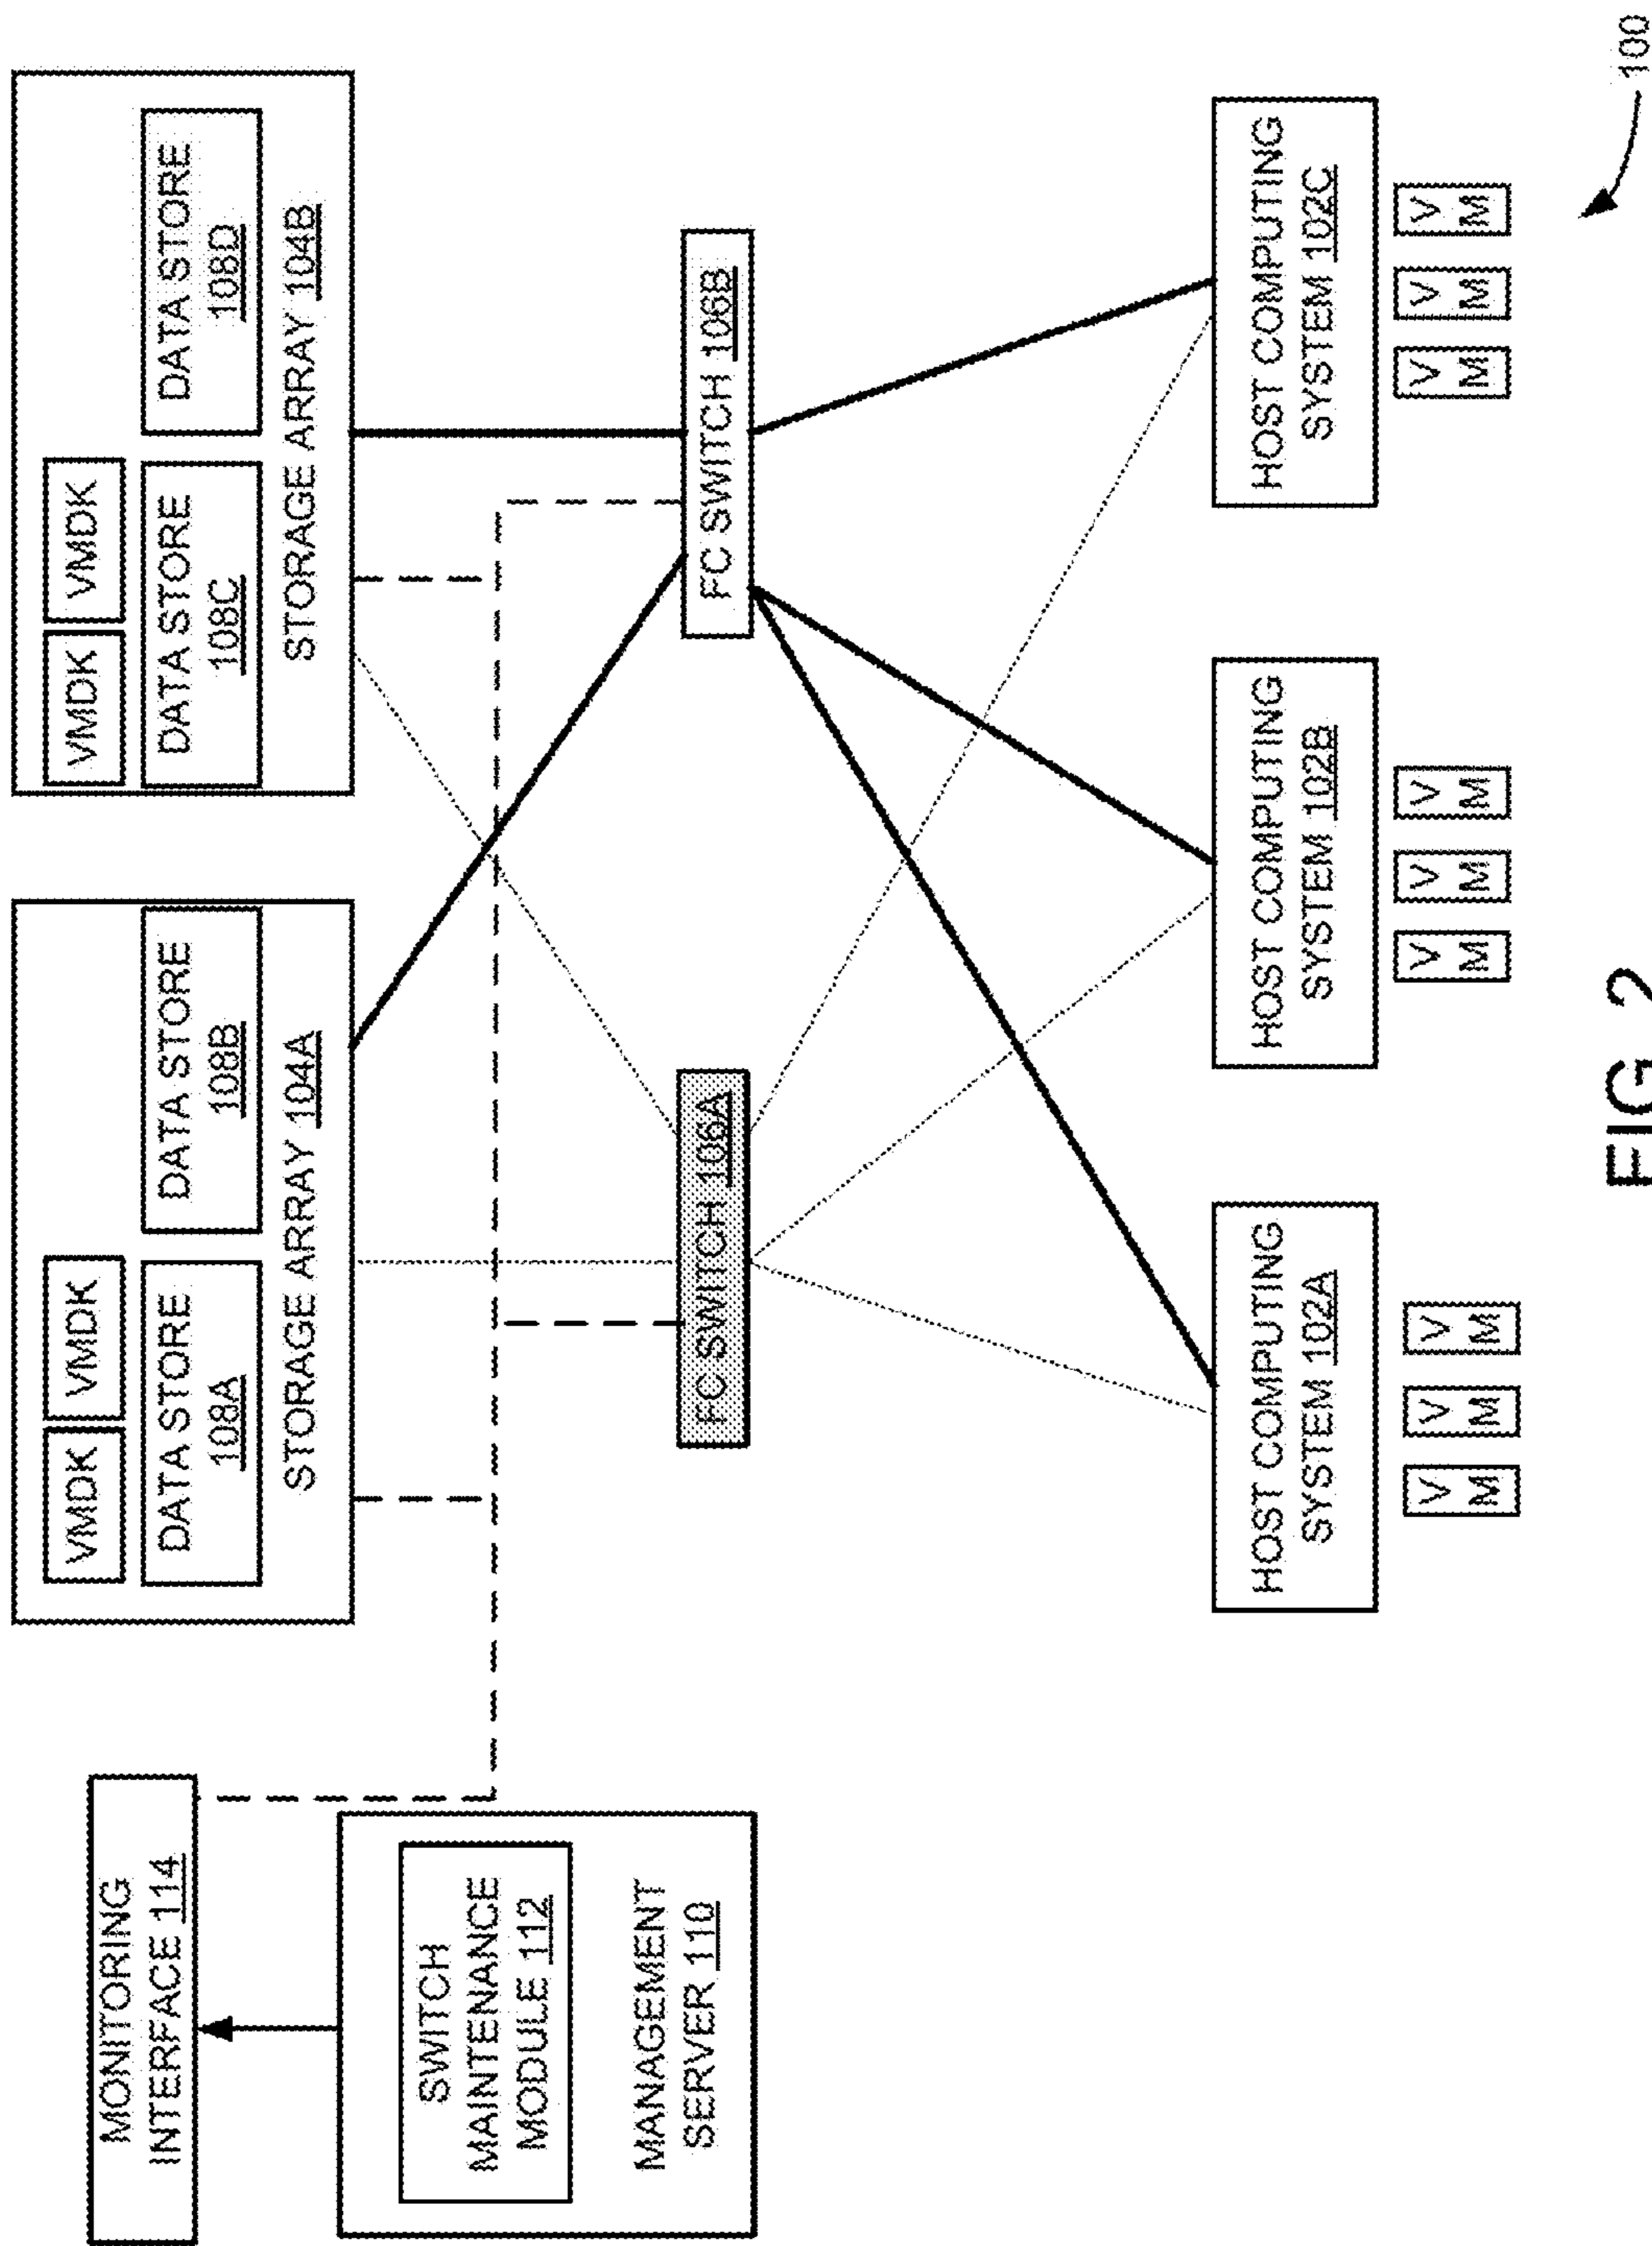 MONITORING
INTERFACE 114
SWITCH
MAINTENANCE
MODULE 112
MANAGEMENT
SERVER 110
VMDK
VMDK
DATA STORE
108A
DATA STORE
108B
STORAGE ARRAY 104A
VMDK
VMDK
DATA STORE
108C
DATA STORE
108D
STORAGE ARRAY 104B
FC SWITCH 106A
FC SWITCH 106B
HOST COMPUTING
SYSTEM 102A
HOST COMPUTING
SYSTEM 102B
HOST COMPUTING
SYSTEM 102C
V
M
V
M
V
M
V
M
V
M
V
M
V
M
V
M
V
M
100
FIG. 2